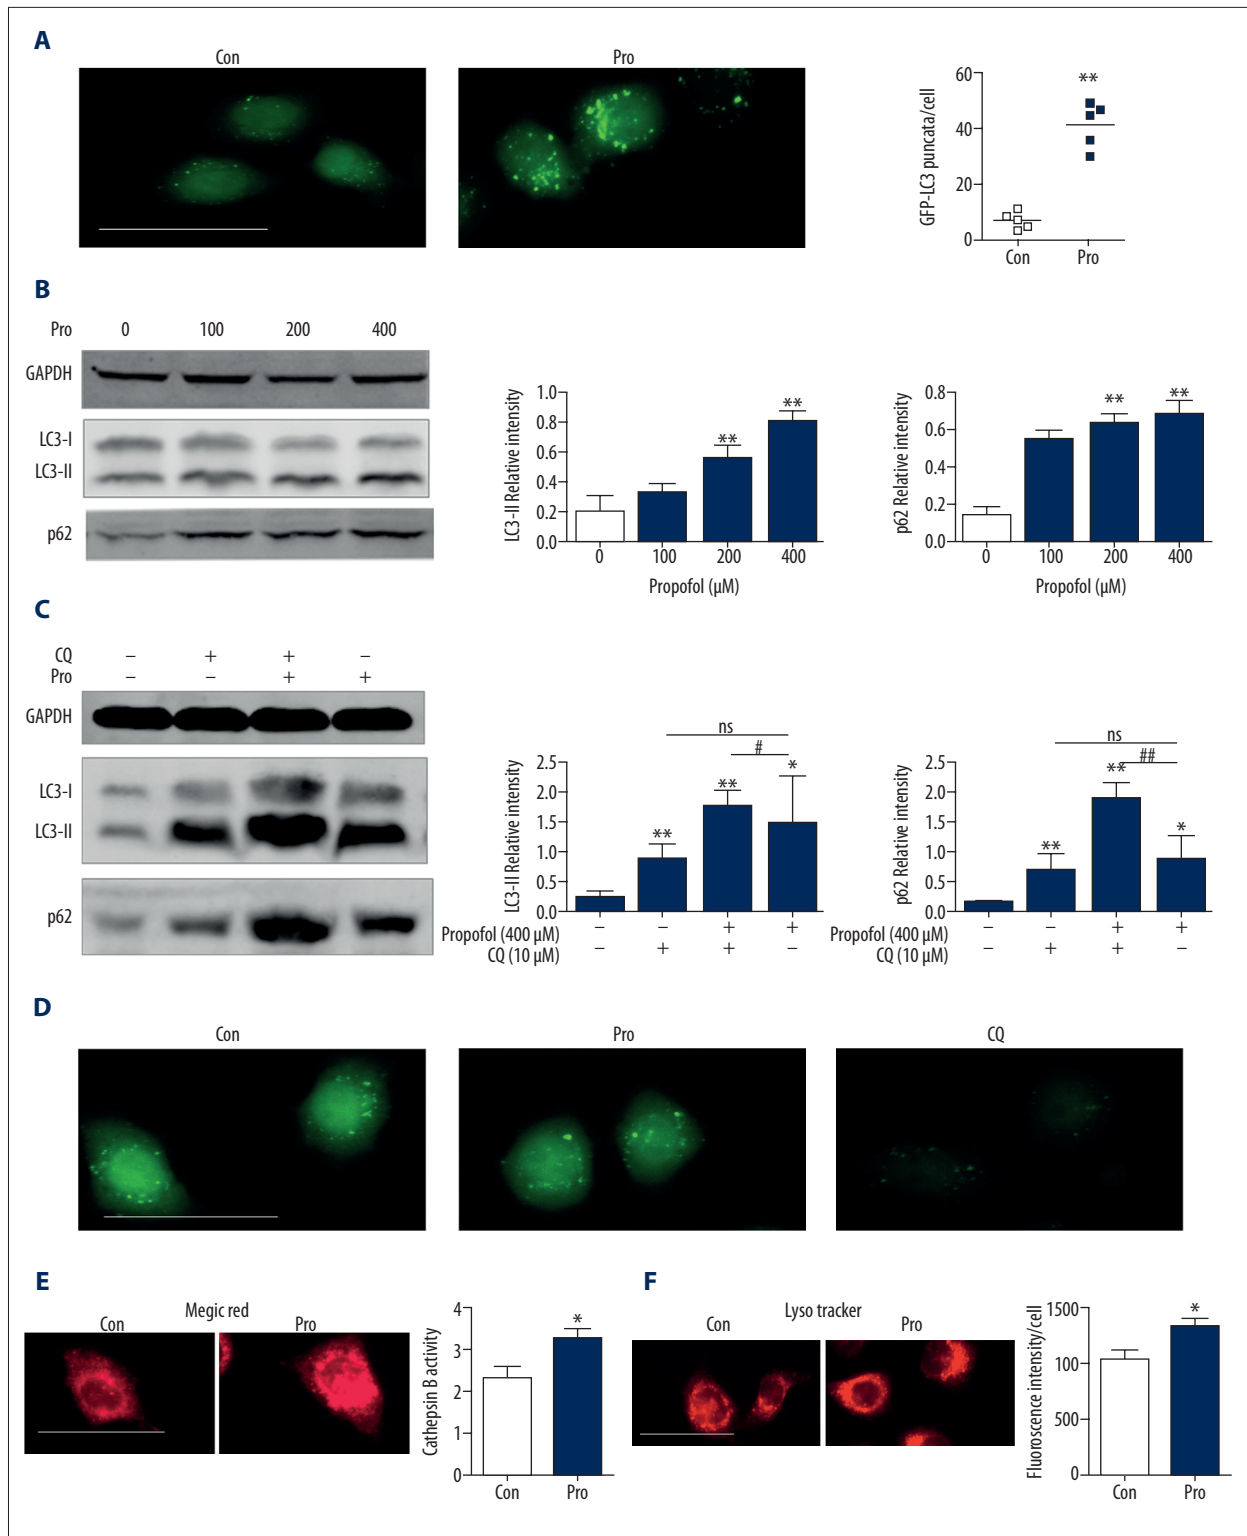 A
Con
Pro
GFP-LC3 puncata/cell
60
40
20
0
**
Con
Pro
B
Pro
0
100
200
400
GAPDH
LC3-I
LC3-II
p62
LC3-II Relative intensity
1.0
0.8
0.6
0.4
0.2
0.0
**
**
0
100
200
400
Propofol (µM)
p62 Relative intensity
0.8
0.6
0.4
0.2
0.0
**
**
0
100
200
400
Propofol (µM)
C
CQ – + + –
Pro – – + +
GAPDH
LC3-I
LC3-II
p62
LC3-II Relative intensity
2.5
2.0
1.5
1.0
0.5
0.0
ns
#
**
**
*
Propofol (400 µM) – – + +
CQ (10 µM) – + + –
p62 Relative intensity
2.5
2.0
1.5
1.0
0.5
0.0
ns
##
**
**
*
Propofol (400 µM) – – + +
CQ (10 µM) – + + –
D
Con
Pro
CQ
E
Megic red
Con
Pro
Cathepsin B activity
4
3
2
1
0
*
Con
Pro
F
Lyso tracker
Con
Pro
Fluoroscence intensity/cell
1500
1000
500
0
*
Con
Pro